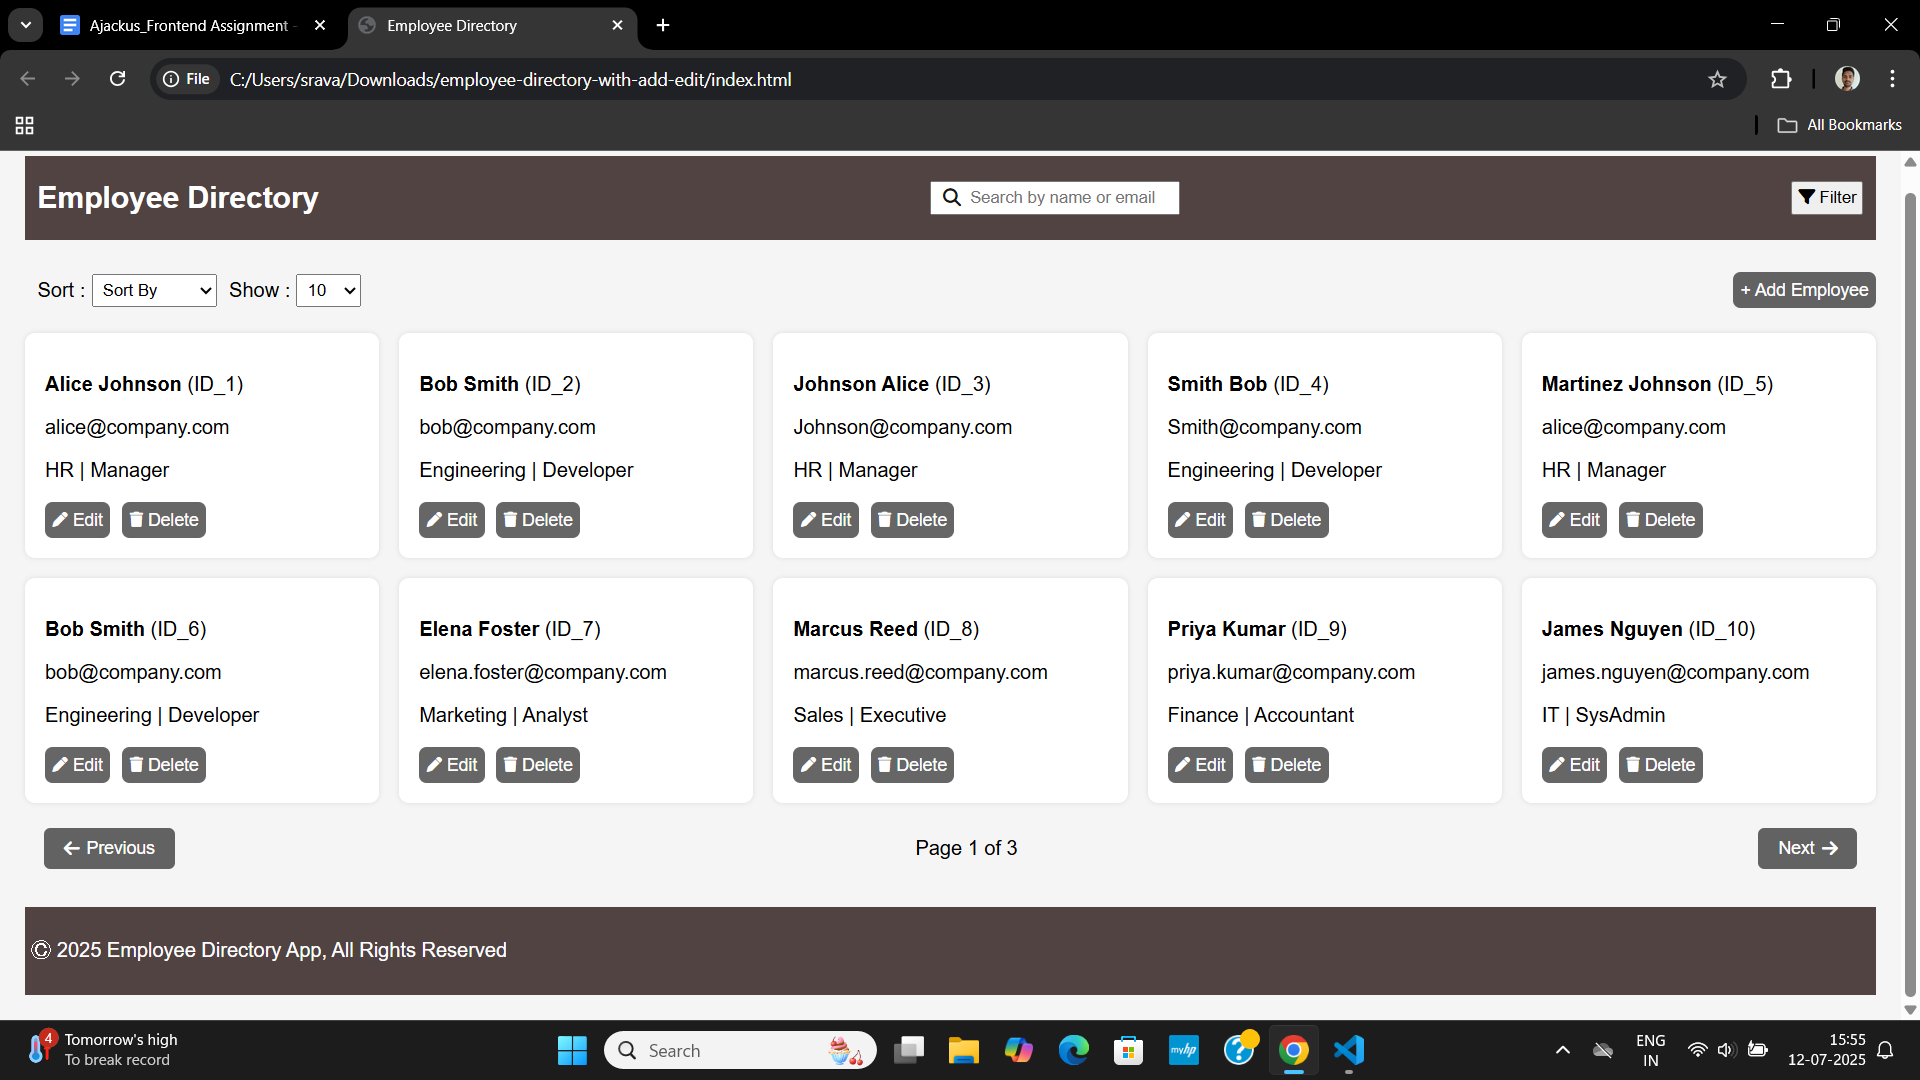 Ajackus_Frontend Assignment -
Employee Directory
File
C:/Users/srava/Downloads/employee-directory-with-add-edit/index.html
All Bookmarks
Employee Directory
Search by name or email
Filter
Sort : Sort By Show : 10
+ Add Employee
Alice Johnson (ID_1)
alice@company.com
HR | Manager
Edit Delete
Bob Smith (ID_2)
bob@company.com
Engineering | Developer
Edit Delete
Johnson Alice (ID_3)
Johnson@company.com
HR | Manager
Edit Delete
Smith Bob (ID_4)
Smith@company.com
Engineering | Developer
Edit Delete
Martinez Johnson (ID_5)
alice@company.com
HR | Manager
Edit Delete
Bob Smith (ID_6)
bob@company.com
Engineering | Developer
Edit Delete
Elena Foster (ID_7)
elena.foster@company.com
Marketing | Analyst
Edit Delete
Marcus Reed (ID_8)
marcus.reed@company.com
Sales | Executive
Edit Delete
Priya Kumar (ID_9)
priya.kumar@company.com
Finance | Accountant
Edit Delete
James Nguyen (ID_10)
james.nguyen@company.com
IT | SysAdmin
Edit Delete
← Previous
Page 1 of 3
Next →
© 2025 Employee Directory App, All Rights Reserved
4
Tomorrow's high
To break record
Search
myhp
ENG
IN
15:55
12-07-2025